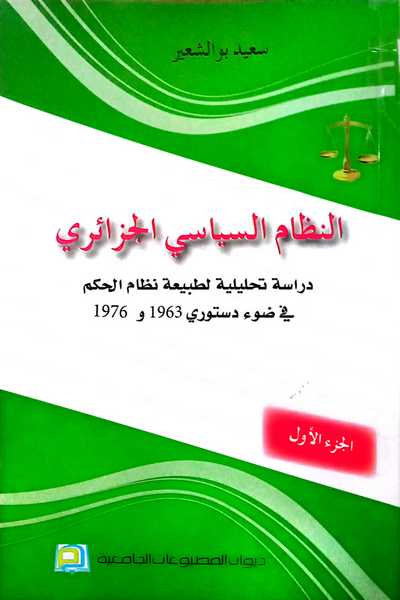 سعيد بوالشعير
النظام السياسي الجزائري
دراسة تحليلية لطبيعة نظام الحكم
في ضوء دستوري 1963 و 1976
الجزء الأول
ديوان المطبوعات الجامعية